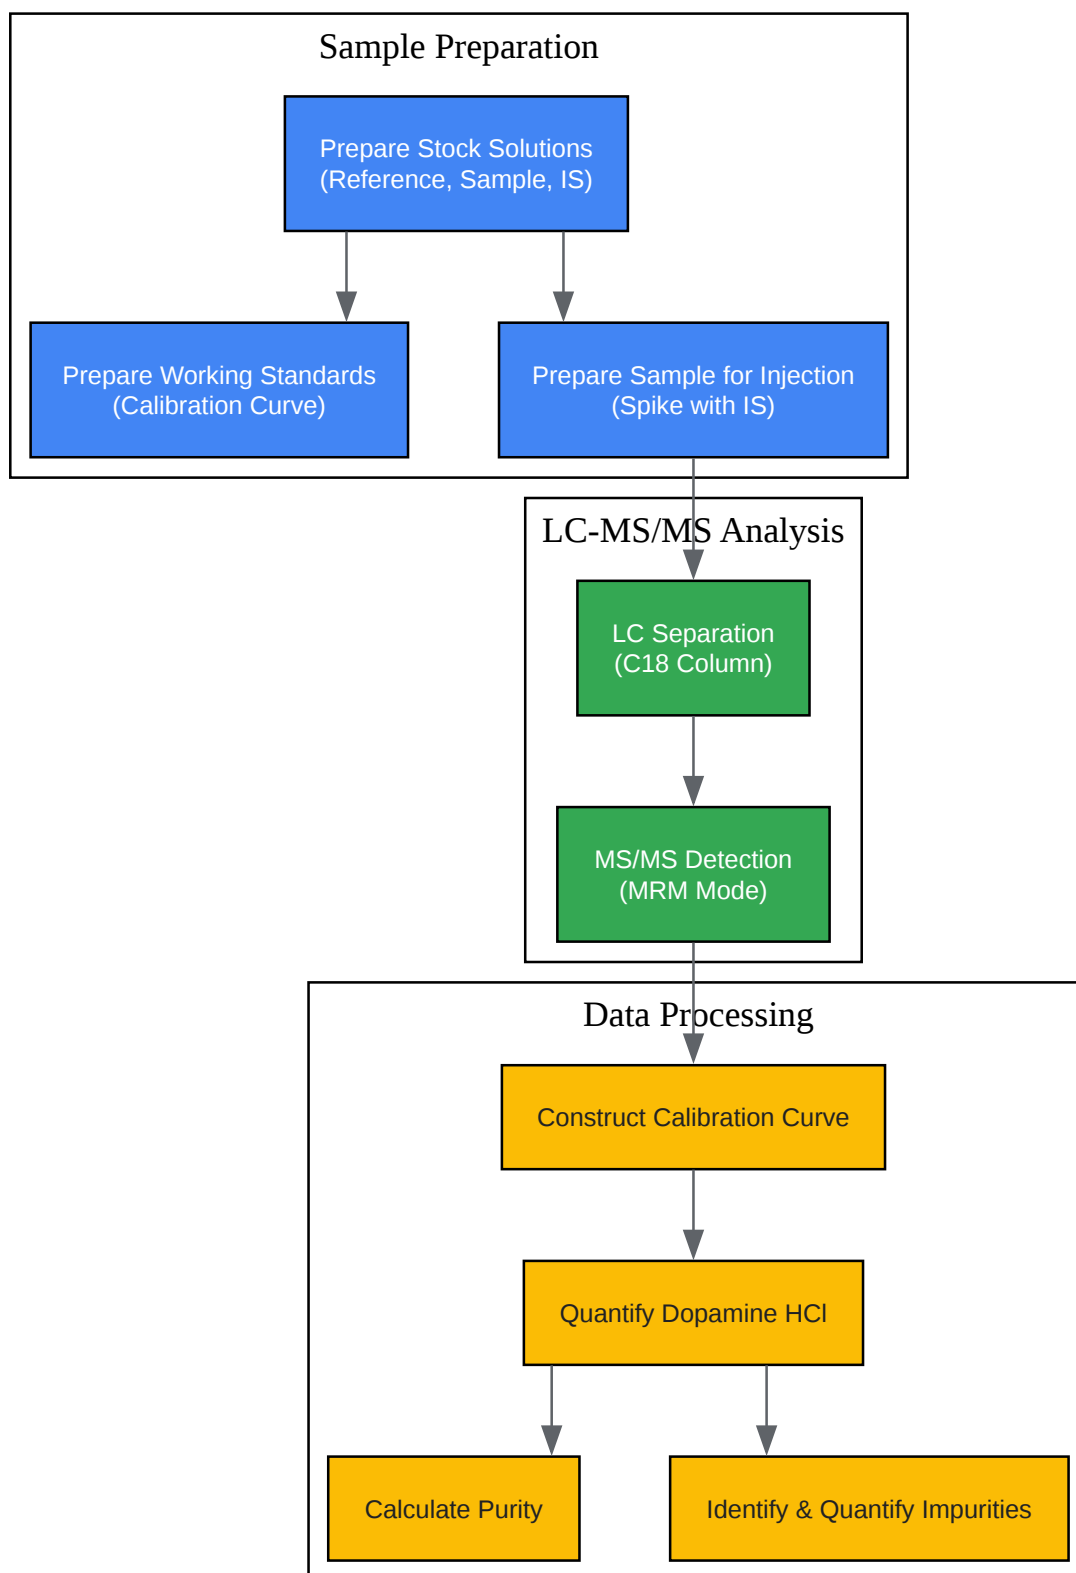 Sample Preparation
Prepare Stock Solutions
(Reference, Sample, IS)
Prepare Working Standards
(Calibration Curve)
Prepare Sample for Injection
(Spike with IS)
LC-MS/MS Analysis
LC Separation
(C18 Column)
MS/MS Detection
(MRM Mode)
Data Processing
Construct Calibration Curve
Quantify Dopamine HCl
Calculate Purity
Identify & Quantify Impurities